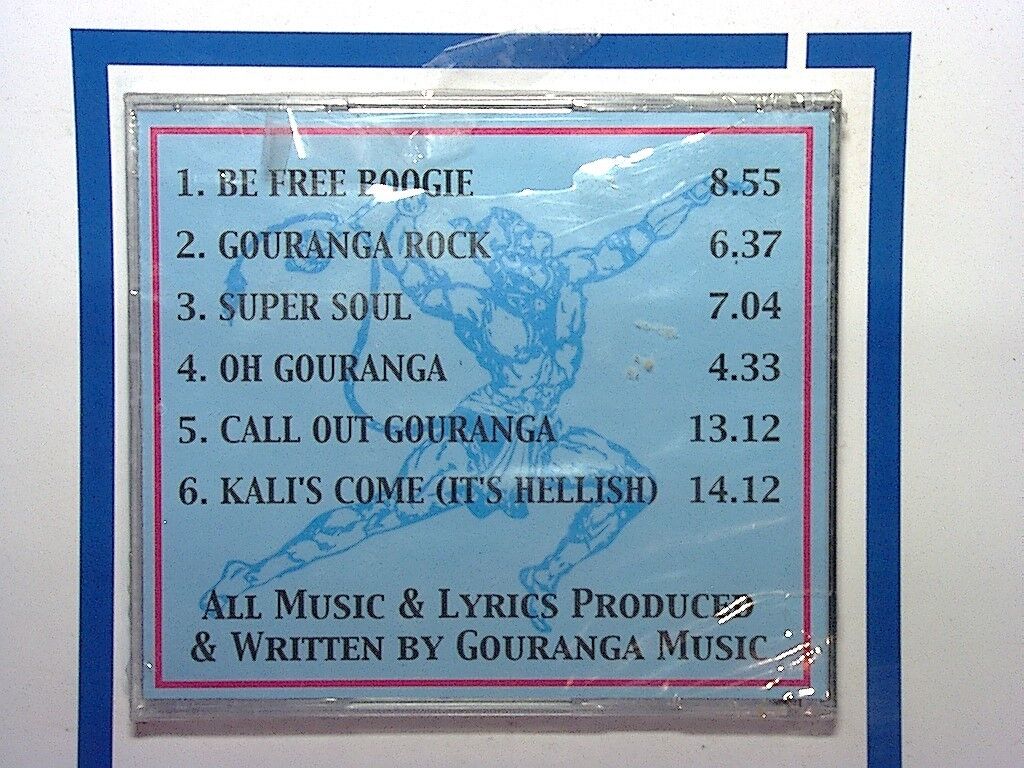 1. BE FREE BOOGIE 8.55
2. GOURANGA ROCK 6.37
3. SUPER SOUL 7.04
4. OH GOURANGA 4.33
5. CALL OUT GOURANGA 13.12
6. KALI'S COME (IT'S HELLISH) 14.12
ALL MUSIC & LYRICS PRODUCED
& WRITTEN BY GOURANGA MUSIC